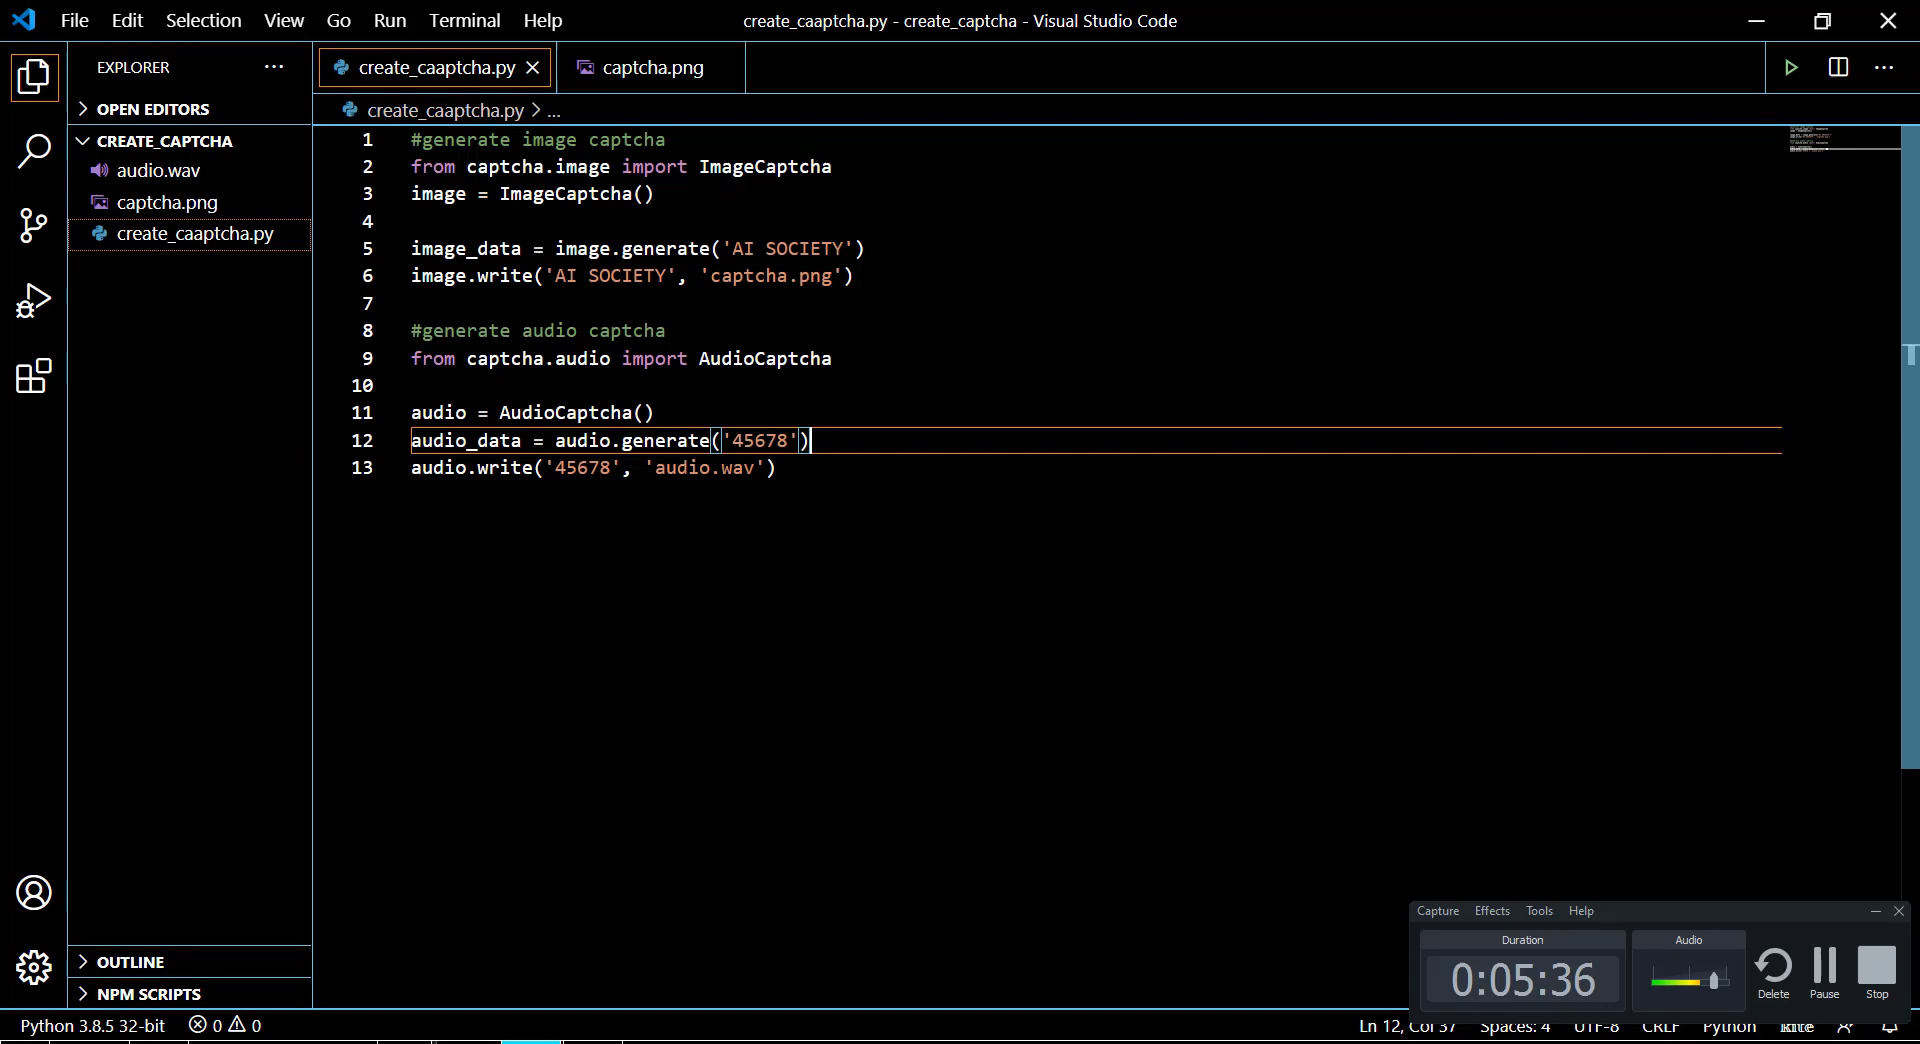 File Edit Selection View Go Run Terminal Help
create_caaptcha.py - create_captcha - Visual Studio Code
EXPLORER
OPEN EDITORS
CREATE_CAPTCHA
audio.wav
captcha.png
create_caaptcha.py
OUTLINE
NPM SCRIPTS
create_caaptcha.py
captcha.png
create_caaptcha.py > ...
1 #generate image captcha
2 from captcha.image import ImageCaptcha
3 image = ImageCaptcha()
4
5 image_data = image.generate('AI SOCIETY')
6 image.write('AI SOCIETY', 'captcha.png')
7
8 #generate audio captcha
9 from captcha.audio import AudioCaptcha
10
11 audio = AudioCaptcha()
12 audio_data = audio.generate('45678')
13 audio.write('45678', 'audio.wav')
Capture Effects Tools Help
Duration
0:05:36
Audio
Delete
Pause
Stop
Python 3.8.5 32-bit 0 0
Ln 12, Col 37 Spaces: 4 UTF-8 CRLF Python